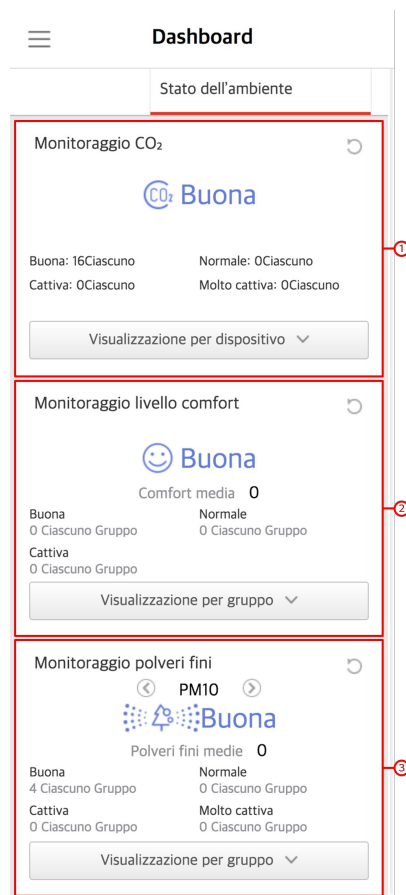 Dashboard
Stato dell'ambiente
Monitoraggio CO₂
CO₂ Buona
Buona: 16Ciascuno Normale: 0Ciascuno
Cattiva: 0Ciascuno Molto cattiva: 0Ciascuno
Visualizzazione per dispositivo
1
Monitoraggio livello comfort
Buona
Comfort media 0
Buona Normale
0 Ciascuno Gruppo 0 Ciascuno Gruppo
Cattiva
0 Ciascuno Gruppo
Visualizzazione per gruppo
2
Monitoraggio polveri fini
PM10
Buona
Polveri fini medie 0
Buona Normale
4 Ciascuno Gruppo 0 Ciascuno Gruppo
Cattiva Molto cattiva
0 Ciascuno Gruppo 0 Ciascuno Gruppo
Visualizzazione per gruppo
3